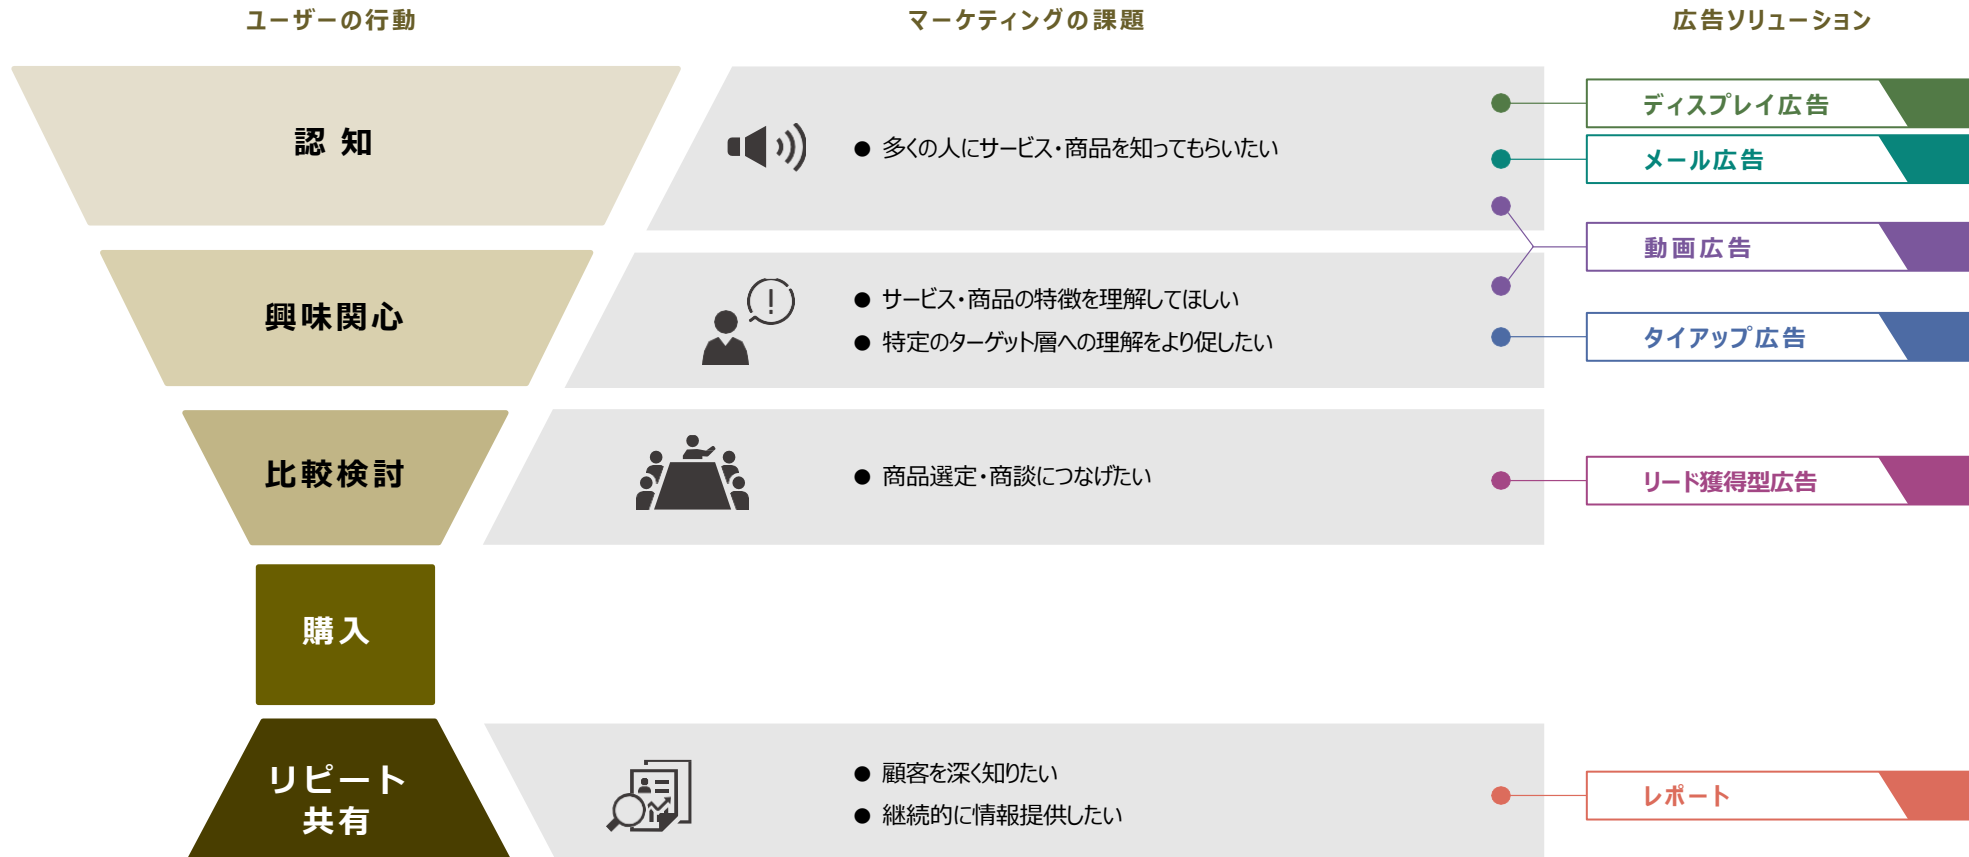 ユーザーの行動
マーケティングの課題
広告ソリューション
認 知
● 多くの人にサービス・商品を知ってもらいたい
ディスプレイ広告
メール広告
動画広告
興味関心
● サービス・商品の特徴を理解してほしい
● 特定のターゲット層への理解をより促したい
タイアップ広告
比較検討
● 商品選定・商談につなげたい
リード獲得型広告
購入
リピート
共有
● 顧客を深く知りたい
● 継続的に情報提供したい
レポート